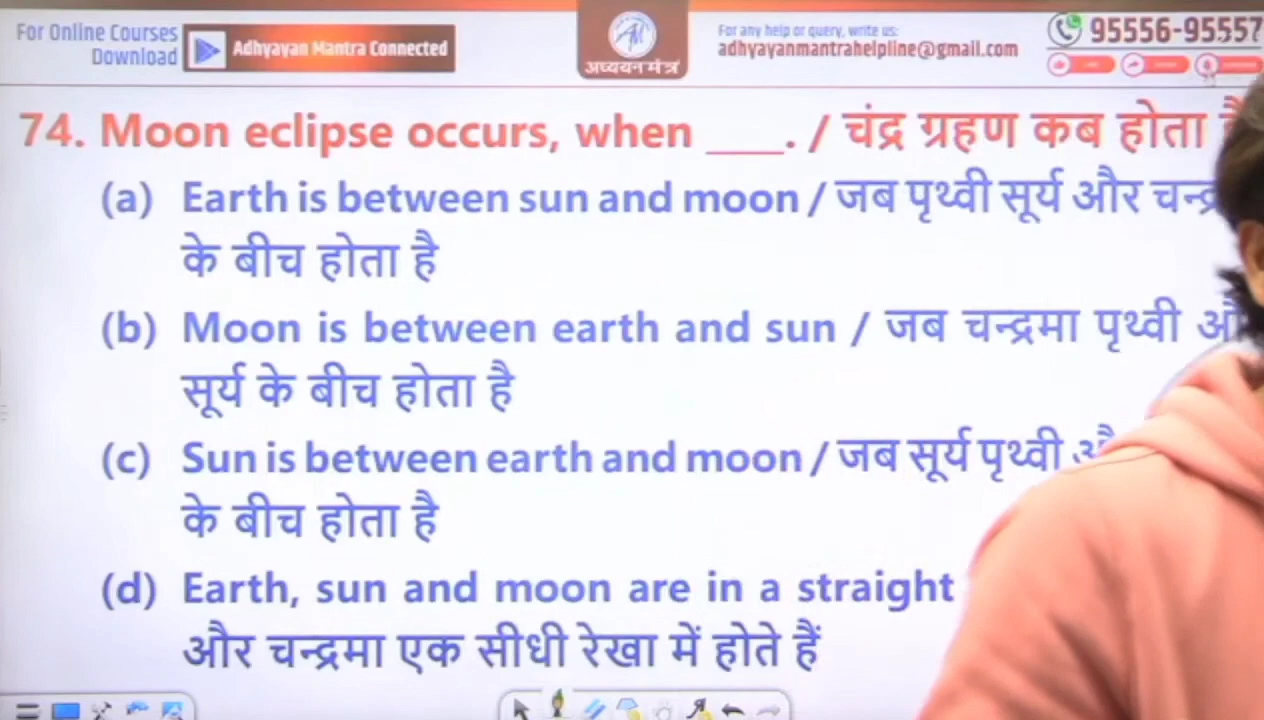 For Online Courses
Download
Adhyayan Mantra Connected
अध्ययन मंत्र
For any help or query, write us:
adhyayanmantrahelpline@gmail.com
95556-95557
74. Moon eclipse occurs, when ____. / चंद्र ग्रहण कब होता
(a) Earth is between sun and moon / जब पृथ्वी सूर्य और
के बीच होता है
(b) Moon is between earth and sun / जब चन्द्रमा पृथ्वी
सूर्य के बीच होता है
(c) Sun is between earth and moon / जब सूर्य पृथ्वी
के बीच होता है
(d) Earth, sun and moon are in a straight
और चन्द्रमा एक सीधी रेखा में होते हैं